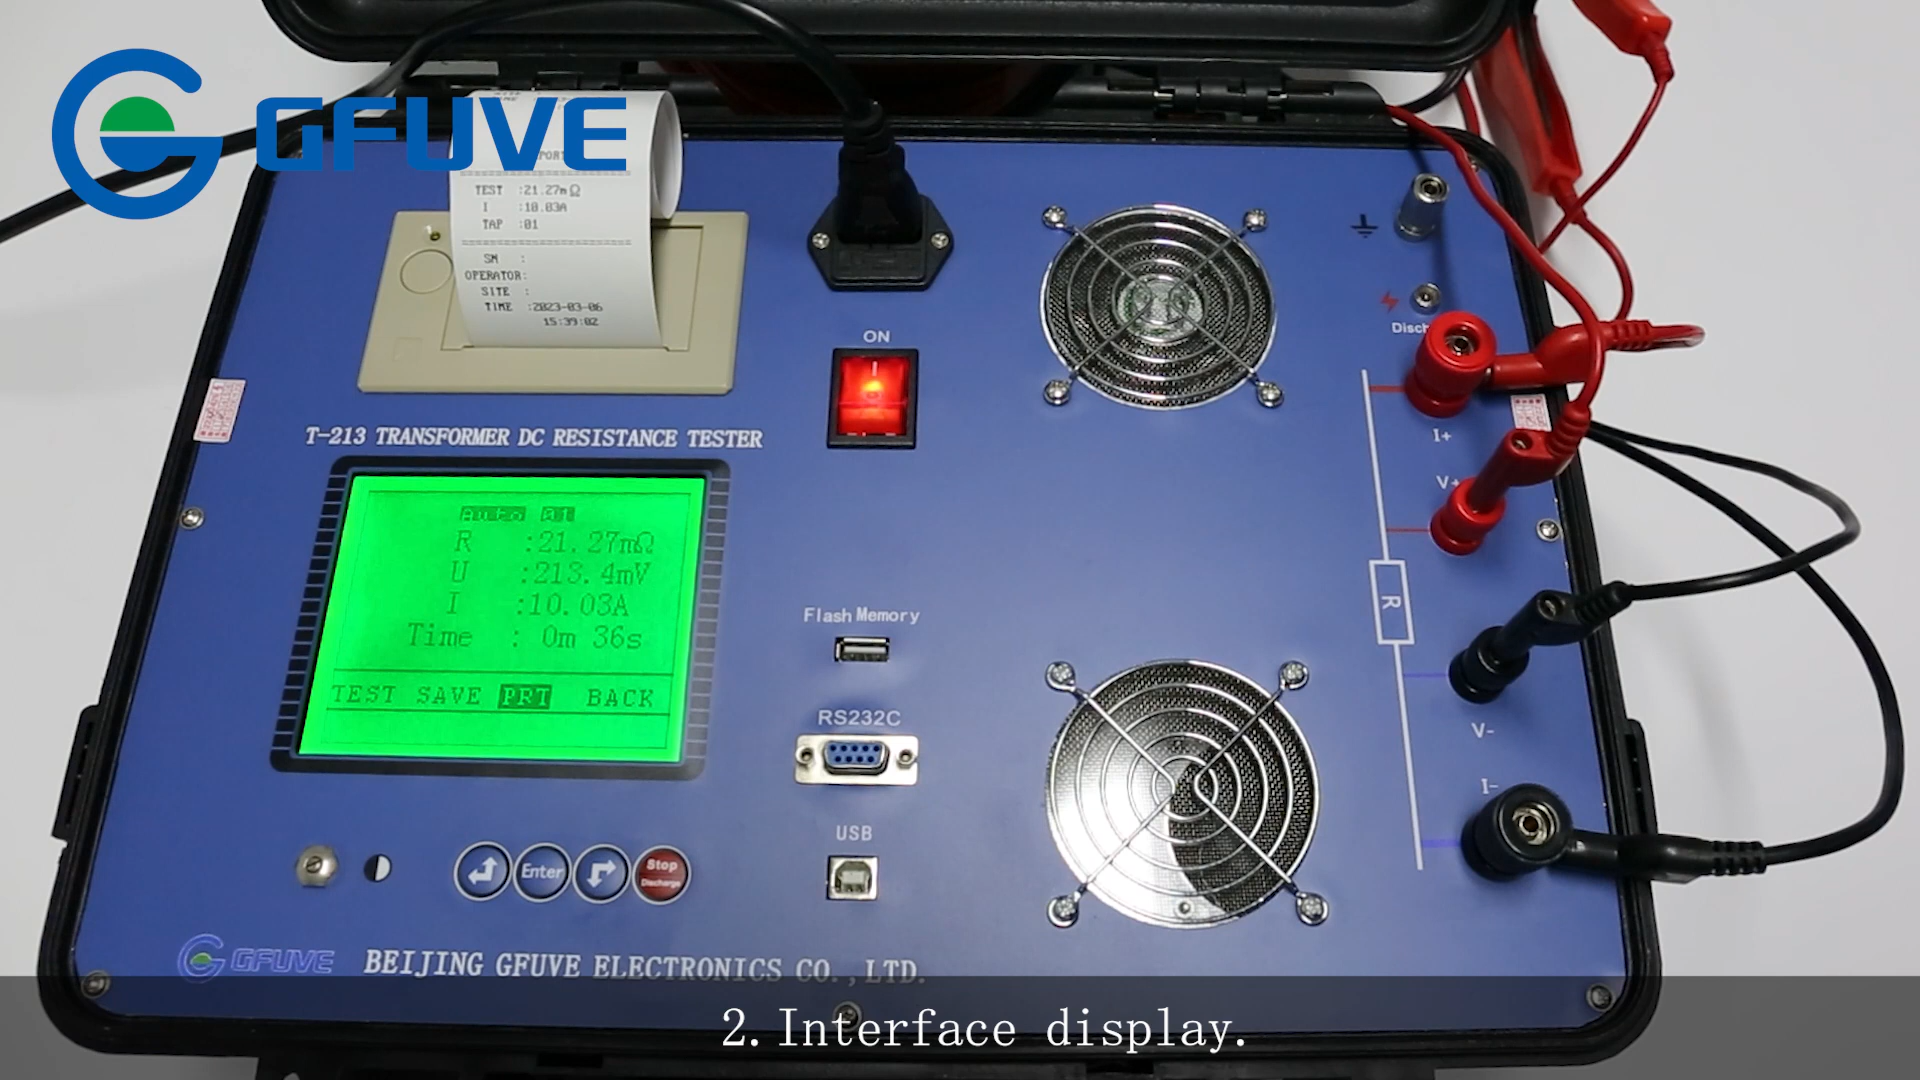 GFUVE
TEST :21.27mΩ
I :10.03A
TAP :01
SN :
OPERATOR:
SITE :
TIME :2023-03-06
15:39:02
ON
T-213 TRANSFORMER DC RESISTANCE TESTER
Auto 01
R :21.27mΩ
U :213.4mV
I :10.03A
Time : 0m 36s
TEST SAVE PRT BACK
Flash Memory
RS232C
USB
I+
V+
R
V-
I-
Enter
Stop
Discharge
GFUVE
BEIJING GFUVE ELECTRONICS CO.,LTD.
2.Interface display.